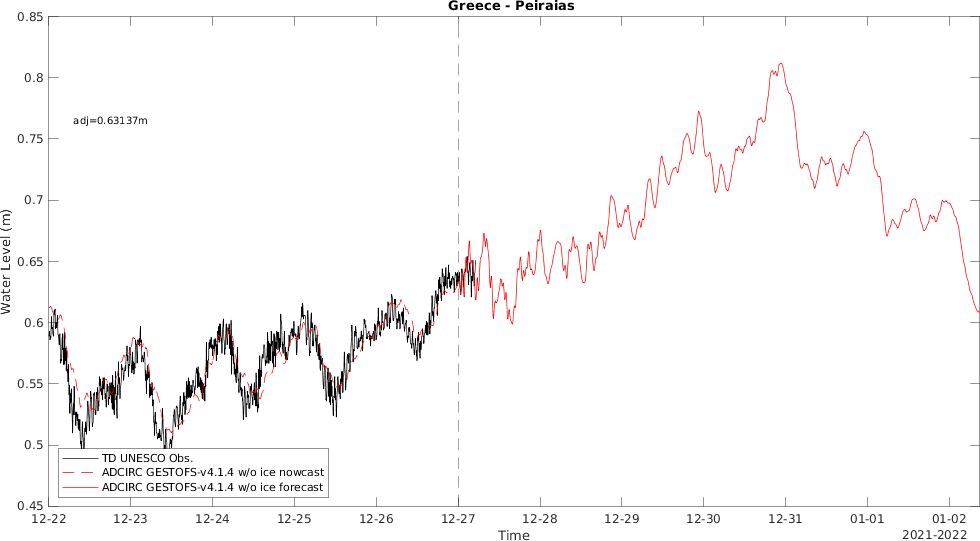 Greece - Peiraias
0.85
0.8
0.75
0.7
0.65
0.6
0.55
0.5
0.45
Water Level (m)
adj=0.63137m
TD UNESCO Obs.
ADCIRC GESTOFS-v4.1.4 w/o ice nowcast
ADCIRC GESTOFS-v4.1.4 w/o ice forecast
12-22 12-23 12-24 12-25 12-26 12-27 12-28 12-29 12-30 12-31 01-01 01-02
Time
2021-2022